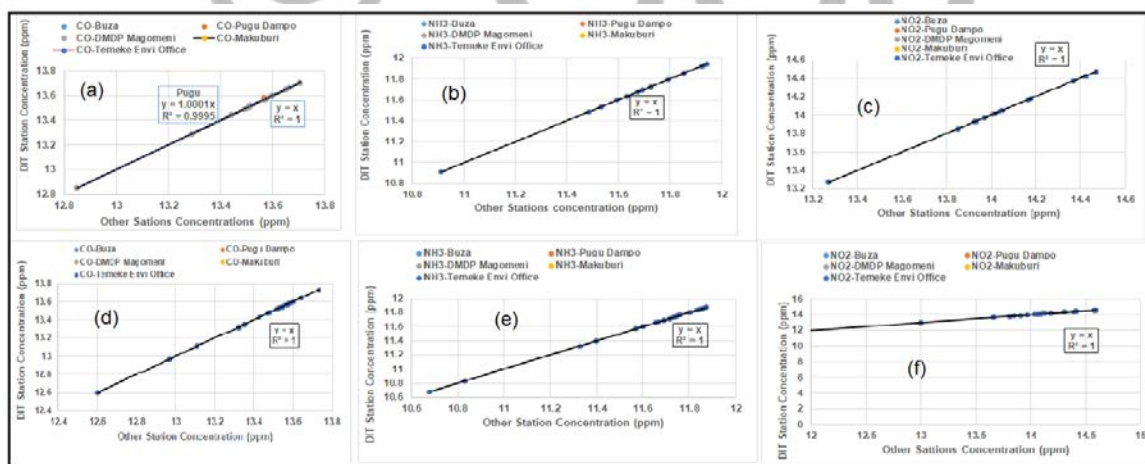 CO-Buza CO-Pugu Dampo
CO-DMDP Magomeni CO-Makuburi
CO-Temeke Envi Office
DIT Station Concentration (ppm)
13.8
13.6
13.4
13.2
13
12.8
(a)
Pugu
y = 1.0001x
R² = 0.9995
y = x
R² = 1
12.8 13 13.2 13.4 13.6 13.8
Other Sations Concentrations (ppm)
NH3-Buza NH3-Pugu Dampo
NH3-DMDP Magomeni NH3-Makuburi
NH3-Temeke Envi Office
DIT Station Concentration (ppm)
12
11.8
11.6
11.4
11.2
11
10.8
(b)
y = x
R² = 1
10.8 11 11.2 11.4 11.6 11.8 12
Other Stations concentration (ppm)
NO2-Buza
NO2-Pugu Dampo
NO2-DMDP Magomeni
NO2-Makuburi
NO2-Temeke Envi Office
DIT Station Concentration (ppm)
14.6
14.4
14.2
14
13.8
13.6
13.4
13.2
(c)
y = x
R² = 1
13.2 13.4 13.6 13.8 14 14.2 14.4 14.6
Other Stations Concentration (ppm)
CO-Buza CO-Pugu Dampo
CO-DMDP Magomeni CO-Makuburi
CO-Temeke Envi Office
DIT Station Concentration (ppm)
13.8
13.6
13.4
13.2
13
12.8
12.6
12.4
(d)
y = x
R² = 1
12.4 12.6 12.8 13 13.2 13.4 13.6 13.8
Other Station Concentration (ppm)
NH3-Buza NH3-Pugu Dampo
NH3-DMDP Magomeni NH3-Makuburi
NH3-Temeke Envi Office
DIT Station Concentration (ppm)
12
11.8
11.6
11.4
11.2
11
10.8
10.6
(e)
y = x
R² = 1
10.6 10.8 11 11.2 11.4 11.6 11.8 12
Other Station Concentration (ppm)
NO2-Buza NO2-Pugu Dampo
NO2-DMDP Magomeni NO2-Makuburi
NO2-Temeke Envi Office
DIT Station Concentration (ppm)
16
14
12
10
8
6
4
2
0
(f)
y = x
R² = 1
12 12.5 13 13.5 14 14.5 15
Other Station Concentration (ppm)